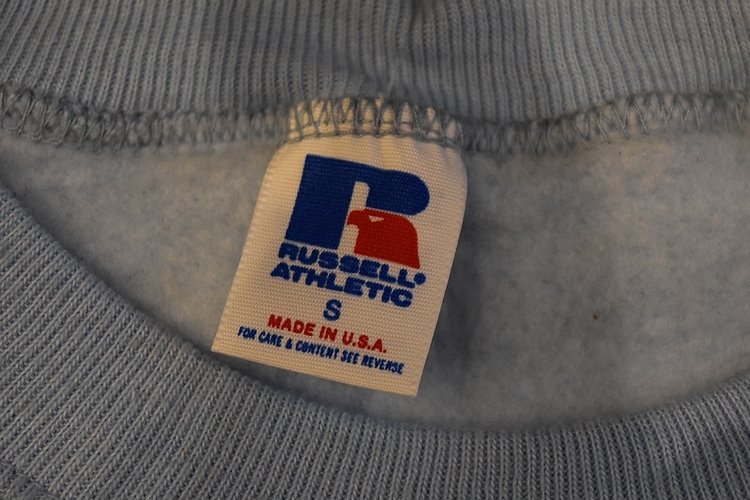 RUSSELL®
ATHLETIC
S
MADE IN U.S.A.
FOR CARE & CONTENT SEE REVERSE